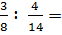 3/8 : 4/14 =